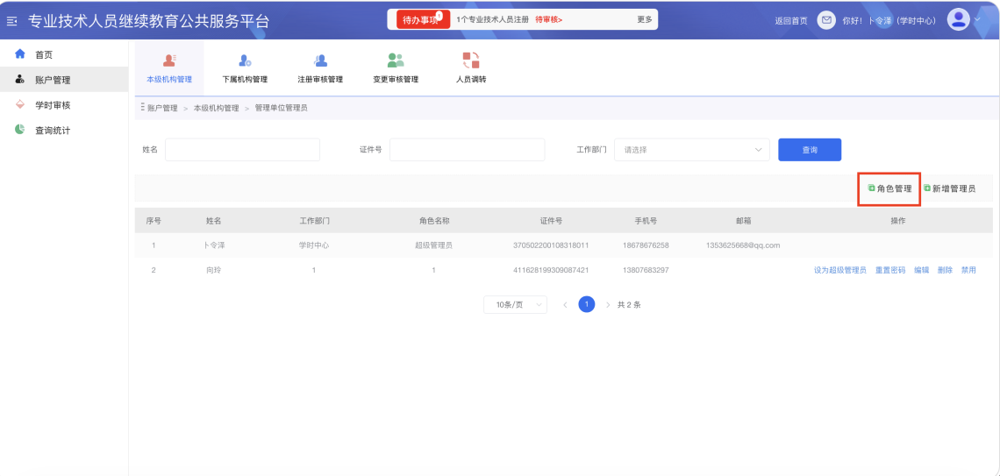 专业技术人员继续教育公共服务平台
待办事项 1 1个专业技术人员注册 待审核> 更多
返回首页 你好！卜令泽 (学时中心)
首页
账户管理
学时审核
查询统计
本级机构管理 下属机构管理 注册审核管理 变更审核管理 人员调转
账户管理 > 本级机构管理 > 管理单位管理员
姓名 证件号 工作部门 请选择 查询
角色管理 新增管理员
序号 姓名 工作部门 角色名称 证件号 手机号 邮箱 操作
1 卜令泽 学时中心 超级管理员 370502200108318011 18678676258 1353625668@qq.com
2 向玲 1 1 411628199309087421 13807683297 设为超级管理员 重置密码 编辑 删除 禁用
10条/页 < 1 > 共 2 条